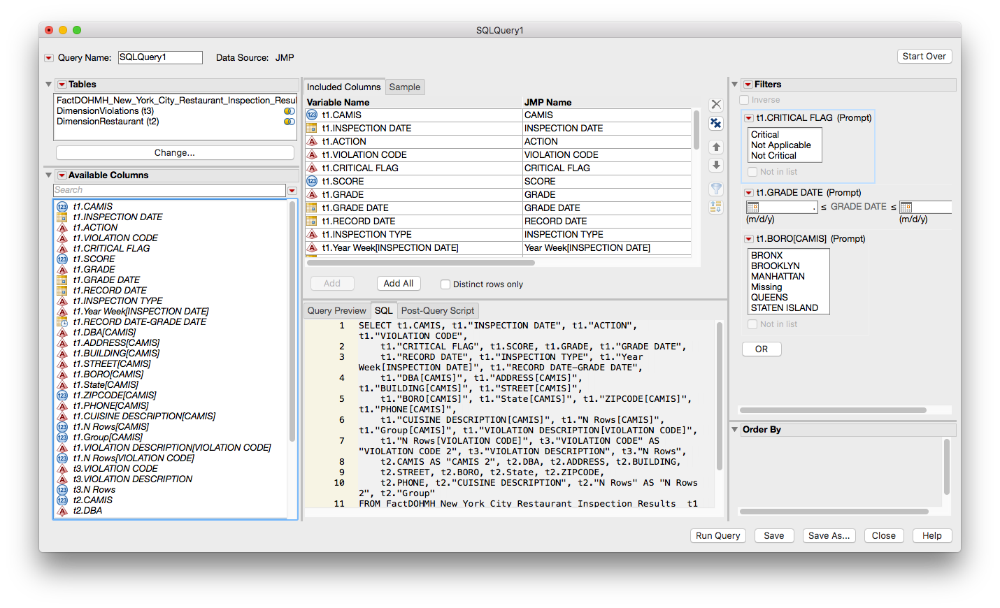 SQLQuery1
Query Name: SQLQuery1 Data Source: JMP
Start Over
Tables
FactDOHMH_New_York_City_Restaurant_Inspection_Resul
DimensionViolations (t3)
DimensionRestaurant (t2)
Change...
Available Columns
Search
t1.CAMIS
t1.INSPECTION DATE
t1.ACTION
t1.VIOLATION CODE
t1.CRITICAL FLAG
t1.SCORE
t1.GRADE
t1.GRADE DATE
t1.RECORD DATE
t1.INSPECTION TYPE
t1.Year Week[INSPECTION DATE]
t1.RECORD DATE-GRADE DATE
t1.DBA[CAMIS]
t1.ADDRESS[CAMIS]
t1.BUILDING[CAMIS]
t1.STREET[CAMIS]
t1.BORO[CAMIS]
t1.State[CAMIS]
t1.ZIPCODE[CAMIS]
t1.PHONE[CAMIS]
t1.CUISINE DESCRIPTION[CAMIS]
t1.N Rows[CAMIS]
t1.Group[CAMIS]
t1.VIOLATION DESCRIPTION[VIOLATION CODE]
t1.N Rows[VIOLATION CODE]
t3.VIOLATION CODE
t3.VIOLATION DESCRIPTION
t3.N Rows
t2.CAMIS
t2.DBA
Included Columns Sample
Variable Name JMP Name
t1.CAMIS CAMIS
t1.INSPECTION DATE INSPECTION DATE
t1.ACTION ACTION
t1.VIOLATION CODE VIOLATION CODE
t1.CRITICAL FLAG CRITICAL FLAG
t1.SCORE SCORE
t1.GRADE GRADE
t1.GRADE DATE GRADE DATE
t1.RECORD DATE RECORD DATE
t1.INSPECTION TYPE INSPECTION TYPE
t1.Year Week[INSPECTION DATE] Year Week[INSPECTION DATE]
Add Add All Distinct rows only
Query Preview SQL Post-Query Script
1 SELECT t1.CAMIS, t1."INSPECTION DATE", t1."ACTION",
t1."VIOLATION CODE",
2 t1."CRITICAL FLAG", t1.SCORE, t1.GRADE, t1."GRADE DATE",
3 t1."RECORD DATE", t1."INSPECTION TYPE", t1."Year
Week[INSPECTION DATE]", t1."RECORD DATE–GRADE DATE",
4 t1."DBA[CAMIS]", t1."ADDRESS[CAMIS]",
t1."BUILDING[CAMIS]", t1."STREET[CAMIS]",
5 t1."BORO[CAMIS]", t1."State[CAMIS]", t1."ZIPCODE[CAMIS]",
t1."PHONE[CAMIS]",
6 t1."CUISINE DESCRIPTION[CAMIS]", t1."N Rows[CAMIS]",
t1."Group[CAMIS]", t1."VIOLATION DESCRIPTION[VIOLATION CODE]",
7 t1."N Rows[VIOLATION CODE]", t3."VIOLATION CODE" AS
"VIOLATION CODE 2", t3."VIOLATION DESCRIPTION", t3."N Rows",
8 t2.CAMIS AS "CAMIS 2", t2.DBA, t2.ADDRESS, t2.BUILDING,
9 t2.STREET, t2.BORO, t2.State, t2.ZIPCODE,
10 t2.PHONE, t2."CUISINE DESCRIPTION", t2."N Rows" AS "N Rows
2", t2."Group"
11 FROM FactDOHMH_New_York_City_Restaurant_Inspection_Results t1
Filters
Inverse
t1.CRITICAL FLAG (Prompt)
Critical
Not Applicable
Not Critical
Not in list
t1.GRADE DATE (Prompt)
. ≤ GRADE DATE ≤
(m/d/y) (m/d/y)
t1.BORO[CAMIS] (Prompt)
BRONX
BROOKLYN
MANHATTAN
Missing
QUEENS
STATEN ISLAND
Not in list
OR
Order By
Run Query Save Save As... Close Help